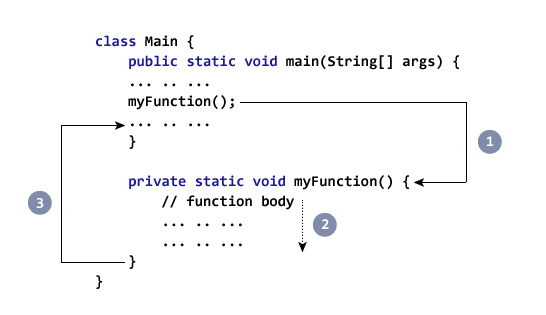 class Main {
public static void main(String[] args) {
... .. ...
myFunction();
... .. ...
}
1
private static void myFunction() {
// function body
3
... .. ...
2
... .. ...
}
}